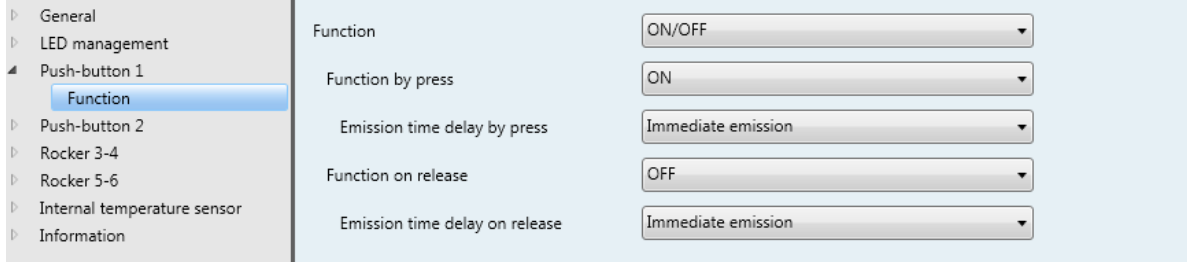 General
LED management
Push-button 1
Function
Push-button 2
Rocker 3-4
Rocker 5-6
Internal temperature sensor
Information
Function ON/OFF
Function by press ON
Emission time delay by press Immediate emission
Function on release OFF
Emission time delay on release Immediate emission